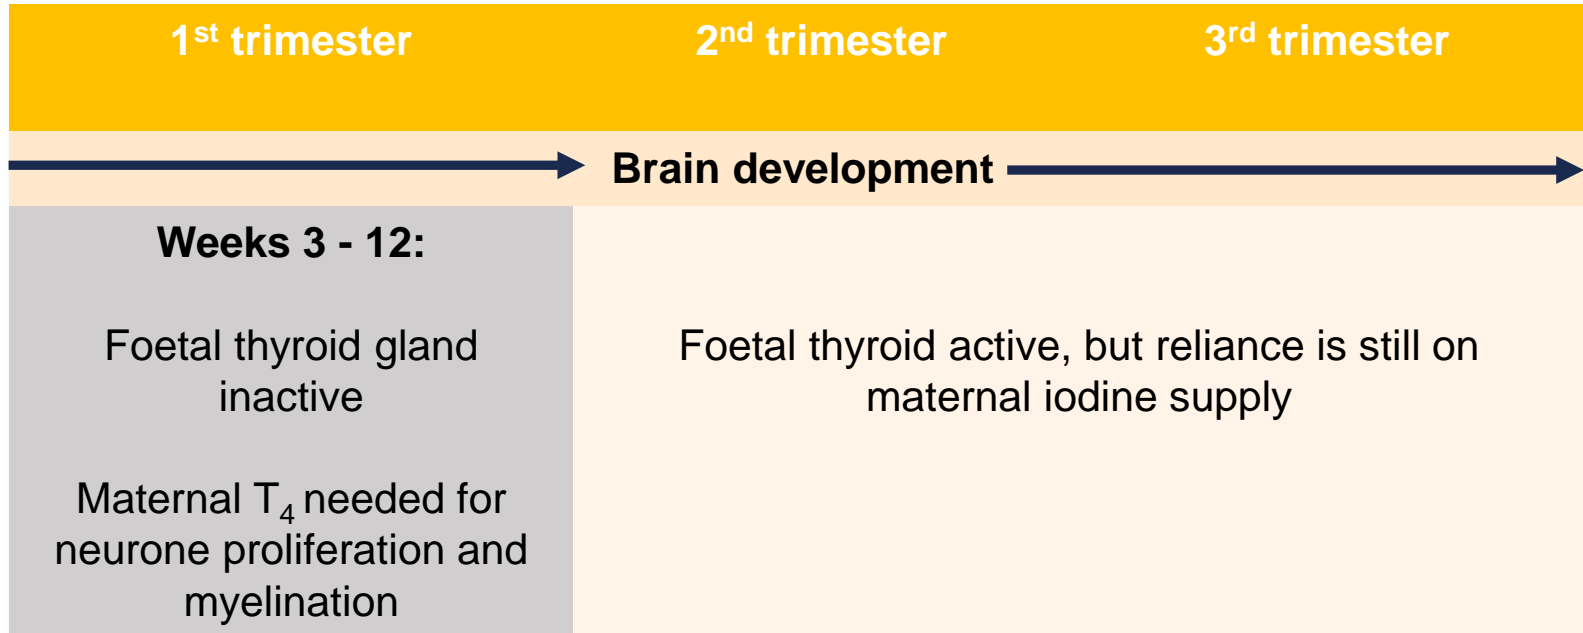 1st trimester 2nd trimester 3rd trimester
Brain development
Weeks 3 - 12:
Foetal thyroid gland
inactive
Maternal T4 needed for
neurone proliferation and
myelination
Foetal thyroid active, but reliance is still on
maternal iodine supply